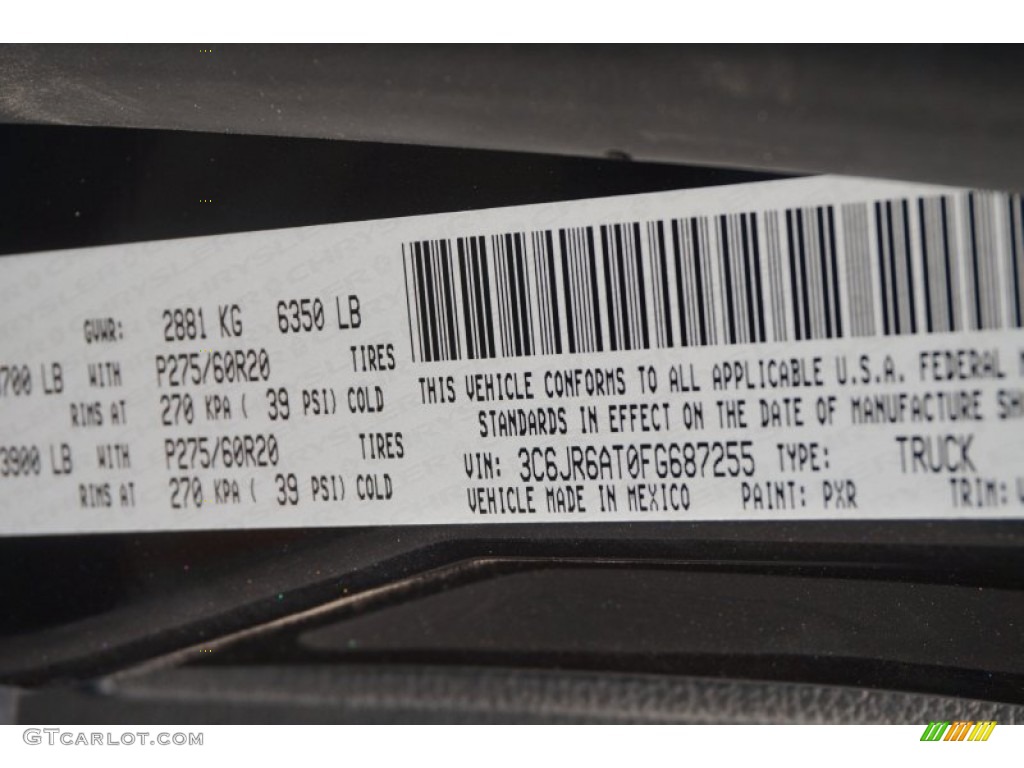 GVWR: 2881 KG 6350 LB
700 LB WITH P275/60R20 TIRES
RIMS AT 270 KPA ( 39 PSI) COLD
3900 LB WITH P275/60R20 TIRES
RIMS AT 270 KPA ( 39 PSI) COLD
THIS VEHICLE CONFORMS TO ALL APPLICABLE U.S.A. FEDERAL
STANDARDS IN EFFECT ON THE DATE OF MANUFACTURE
VIN: 3C6JR6AT0FG687255 TYPE: TRUCK
VEHICLE MADE IN MEXICO PAINT: PXR TRIM:
GTCARLOT.COM